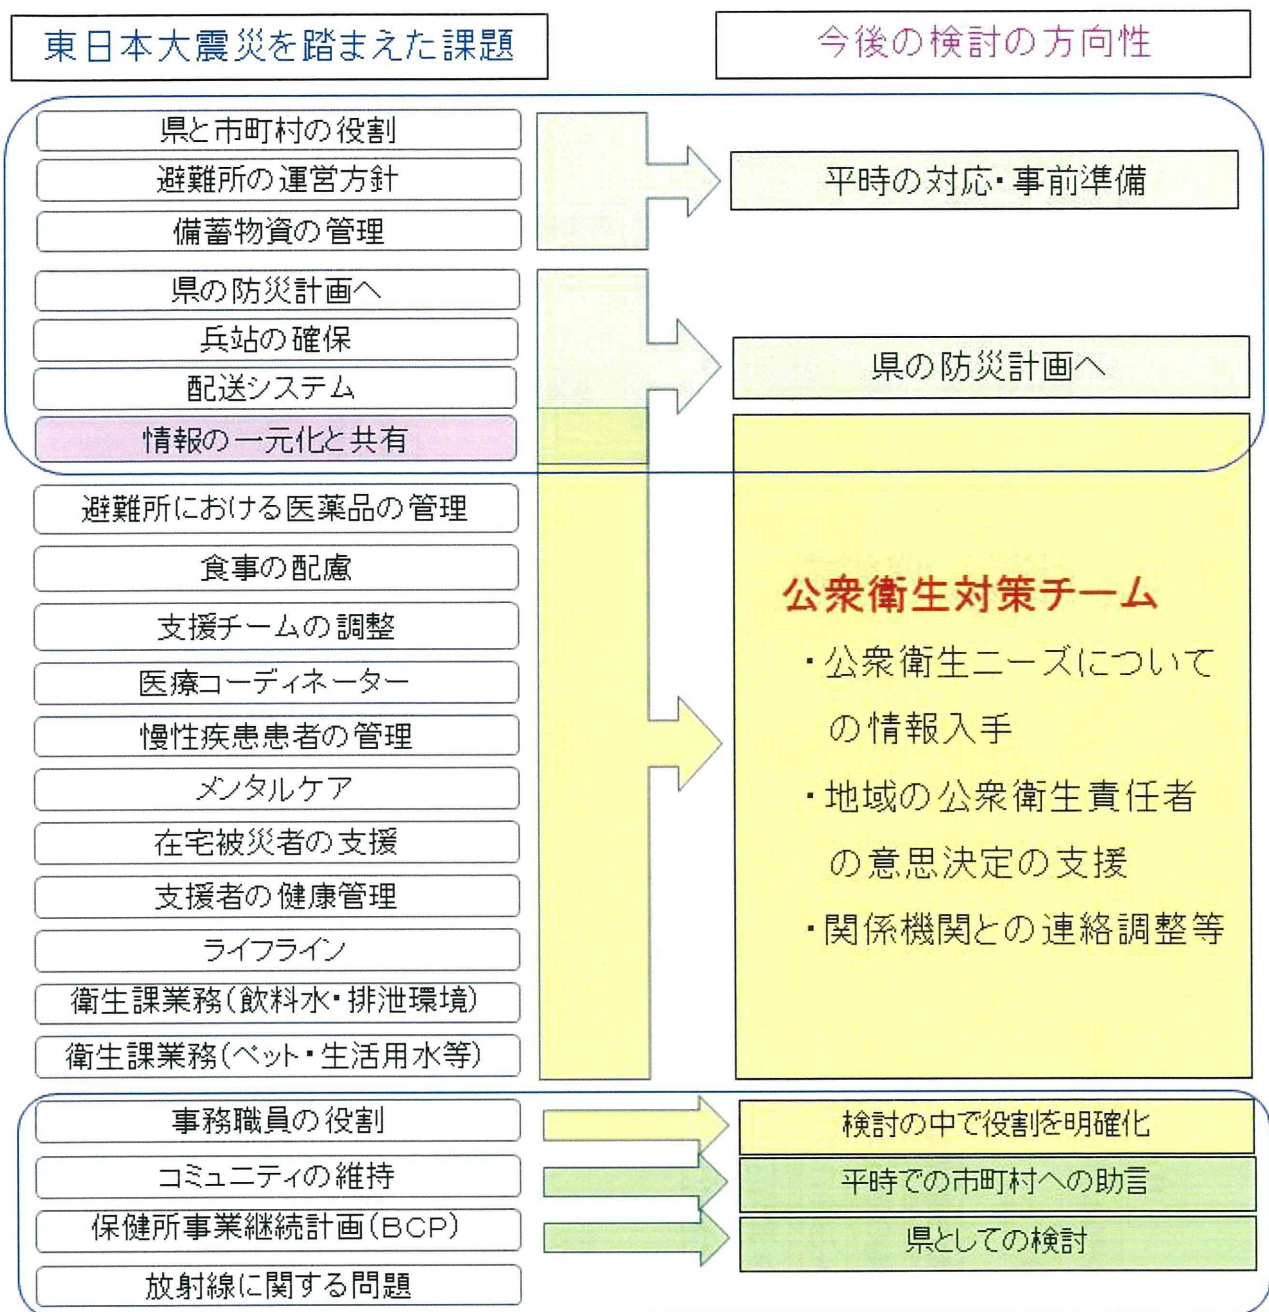 東日本大震災を踏まえた課題
今後の検討の方向性
県と市町村の役割
避難所の運営方針
備蓄物資の管理
平時の対応・事前準備
県の防災計画へ
兵站の確保
配送システム
情報の一元化と共有
県の防災計画へ
避難所における医薬品の管理
食事の配慮
支援チームの調整
医療コーディネーター
慢性疾患患者の管理
メンタルケア
在宅被災者の支援
支援者の健康管理
ライフライン
衛生課業務(飲料水・排泄環境)
衛生課業務(ペット・生活用水等)
公衆衛生対策チーム
・公衆衛生ニーズについて
の情報入手
・地域の公衆衛生責任者
の意思決定の支援
・関係機関との連絡調整等
事務職員の役割
検討の中で役割を明確化
コミュニティの維持
平時での市町村への助言
保健所事業継続計画(BCP)
県としての検討
放射線に関する問題